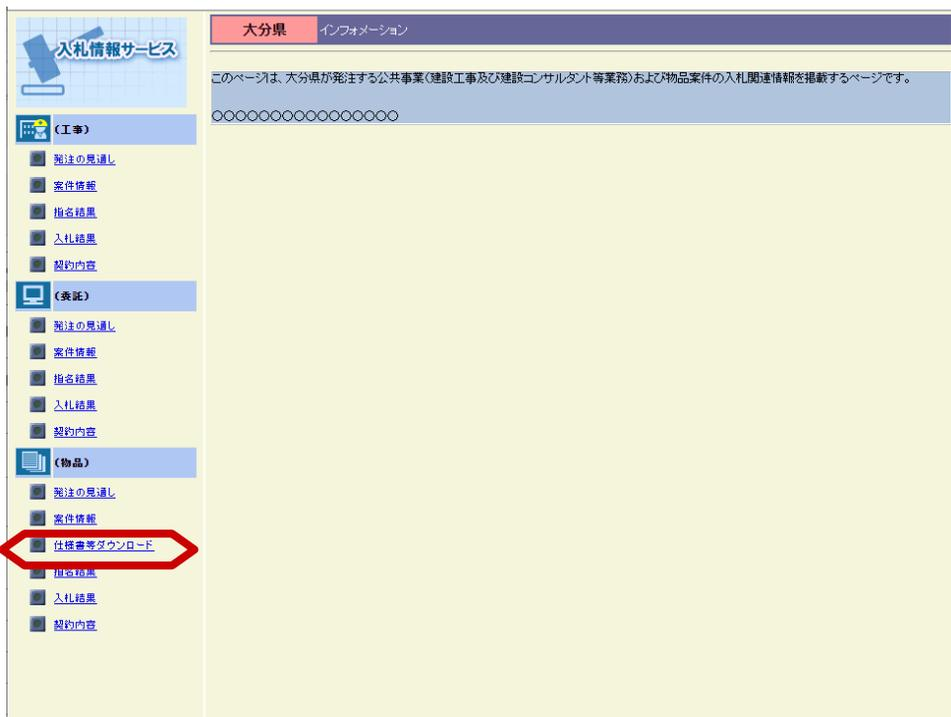 入札情報サービス
大分県 インフォメーション
このページは、大分県が発注する公共事業(建設工事及び建設コンサルタント等業務)および物品案件の入札関連情報を掲載するページです。
○○○○○○○○○○○○○○○○
(工事)
発注の見通し
案件情報
指名結果
入札結果
契約内容
(委託)
発注の見通し
案件情報
指名結果
入札結果
契約内容
(物品)
発注の見通し
案件情報
仕様書等ダウンロード
指名結果
入札結果
契約内容